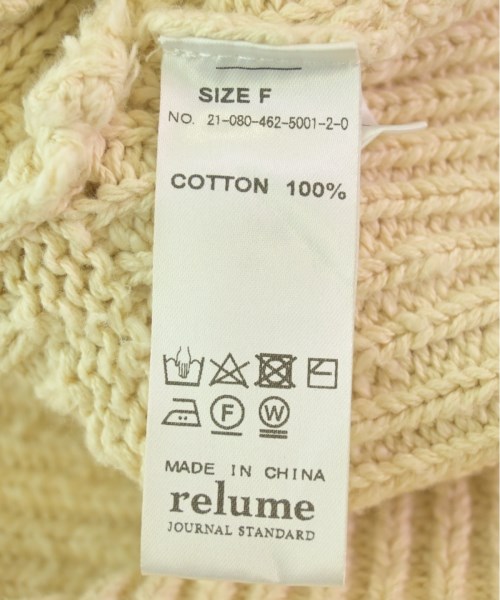 SIZE F
NO. 21-080-462-5001-2-0
COTTON 100%
F W
MADE IN CHINA
relume
JOURNAL STANDARD